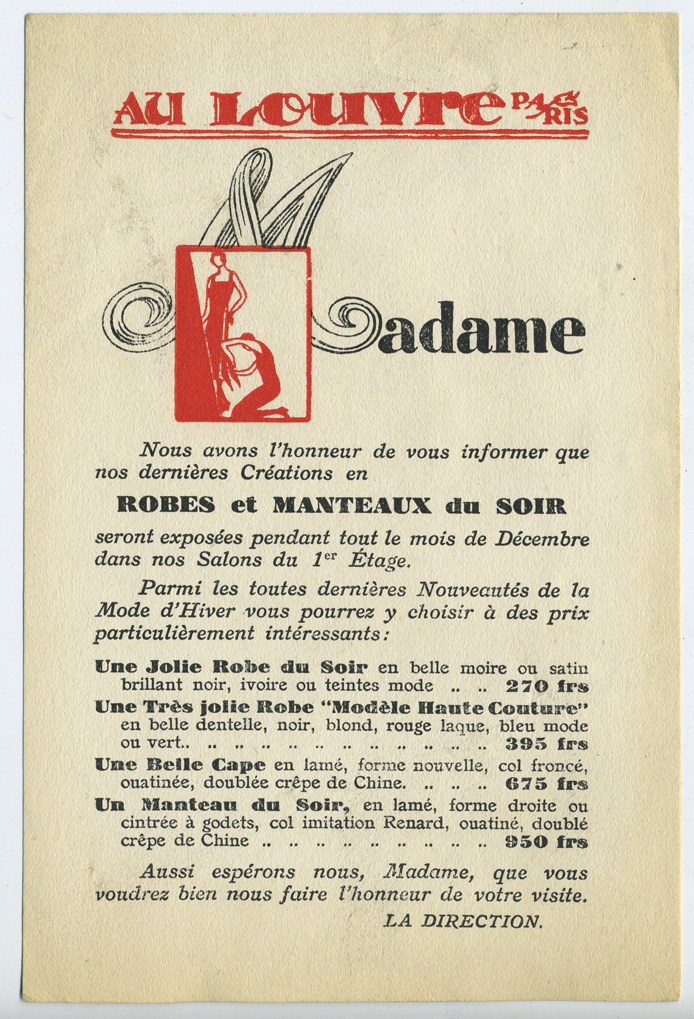 AU LOUVRE PARIS
Madame
Nous avons l'honneur de vous informer que
nos dernières Créations en
ROBES et MANTEAUX du SOIR
seront exposées pendant tout le mois de Décembre
dans nos Salons du 1er Étage.
Parmi les toutes dernières Nouveautés de la
Mode d'Hiver vous pourrez y choisir à des prix
particulièrement intéressants :
Une Jolie Robe du Soir en belle moire ou satin
brillant noir, ivoire ou teintes mode .. .. 270 frs
Une Très jolie Robe "Modèle Haute Couture"
en belle dentelle, noir, blond, rouge laque, bleu mode
ou vert.. .. .. .. .. .. .. .. .. .. .. .. 395 frs
Une Belle Cape en lamé, forme nouvelle, col froncé,
ouatinée, doublée crêpe de Chine. .. .. .. 675 frs
Un Manteau du Soir, en lamé, forme droite ou
cintrée à godets, col imitation Renard, ouatiné, doublé
crêpe de Chine .. .. .. .. .. .. .. .. .. 950 frs
Aussi espérons nous, Madame, que vous
voudrez bien nous faire l'honneur de votre visite.
LA DIRECTION.